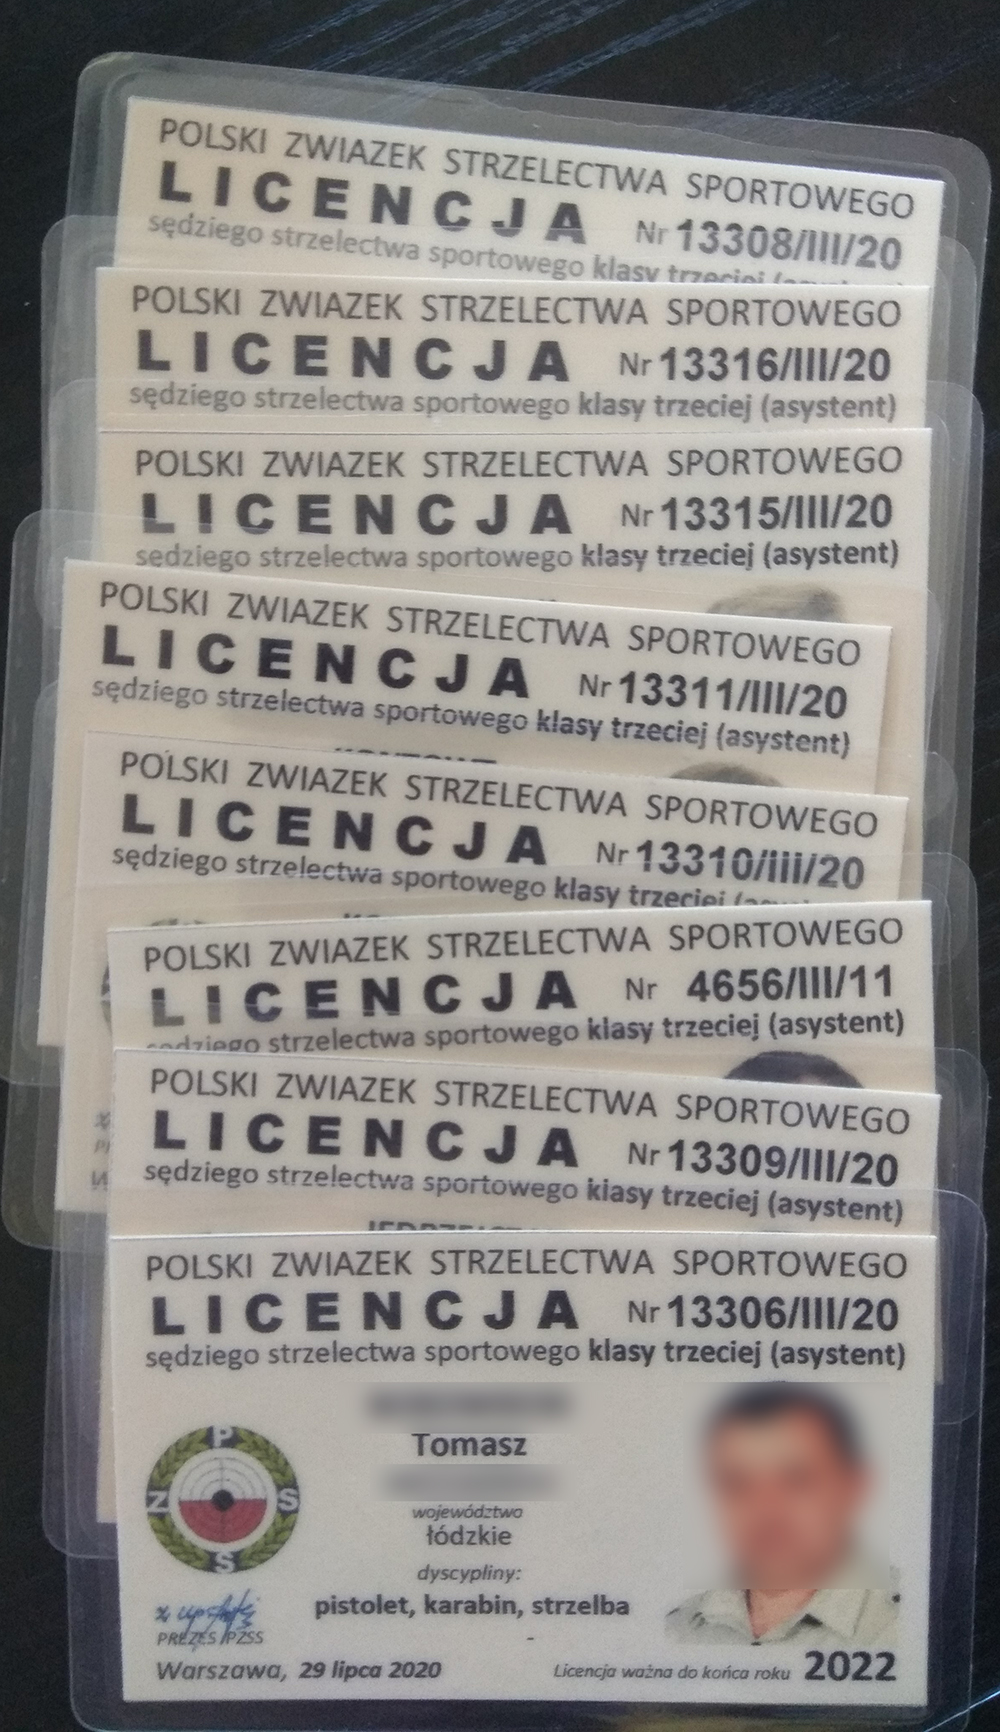 POLSKI ZWIAZEK STRZELECTWA SPORTOWEGO
LICENCJA Nr 13308/III/20
sędziego strzelectwa sportowego klasy trzeciej
POLSKI ZWIAZEK STRZELECTWA SPORTOWEGO
LICENCJA Nr 13316/III/20
sędziego strzelectwa sportowego klasy trzeciej (asystent)
POLSKI ZWIAZEK STRZELECTWA SPORTOWEGO
LICENCJA Nr 13315/III/20
sędziego strzelectwa sportowego klasy trzeciej (asystent)
POLSKI ZWIAZEK STRZELECTWA SPORTOWEGO
LICENCJA Nr 13311/III/20
sędziego strzelectwa sportowego klasy trzeciej (asystent)
POLSKI ZWIAZEK STRZELECTWA SPORTOWEGO
LICENCJA Nr 13310/III/20
sędziego strzelectwa sportowego klasy trzeciej
POLSKI ZWIAZEK STRZELECTWA SPORTOWEGO
LICENCJA Nr 4656/III/11
sędziego strzelectwa sportowego klasy trzeciej (asystent)
POLSKI ZWIAZEK STRZELECTWA SPORTOWEGO
LICENCJA Nr 13309/III/20
sędziego strzelectwa sportowego klasy trzeciej (asystent)
POLSKI ZWIAZEK STRZELECTWA SPORTOWEGO
LICENCJA Nr 13306/III/20
sędziego strzelectwa sportowego klasy trzeciej (asystent)
Tomasz
województwo
łódzkie
dyscypliny:
pistolet, karabin, strzelba
-
P
Z S
S
PREZES PZSS
Warszawa, 29 lipca 2020 Licencja ważna do końca roku 2022